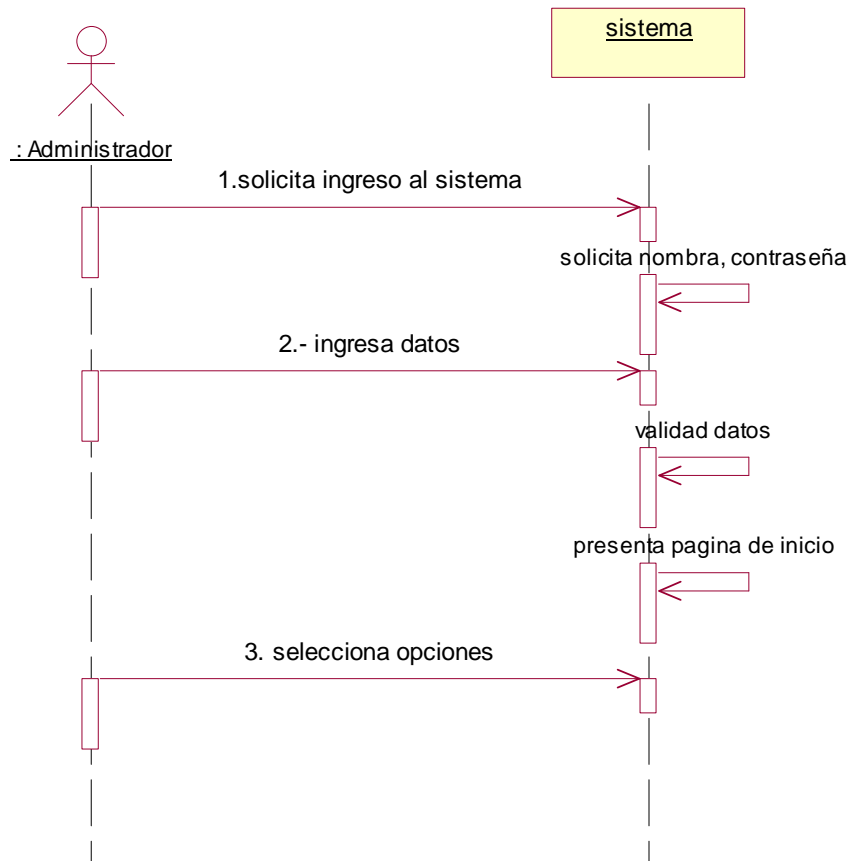 sistema
: Administrador
1.solicita ingreso al sistema
solicita nombra, contraseña
2.- ingresa datos
validad datos
presenta pagina de inicio
3. selecciona opciones